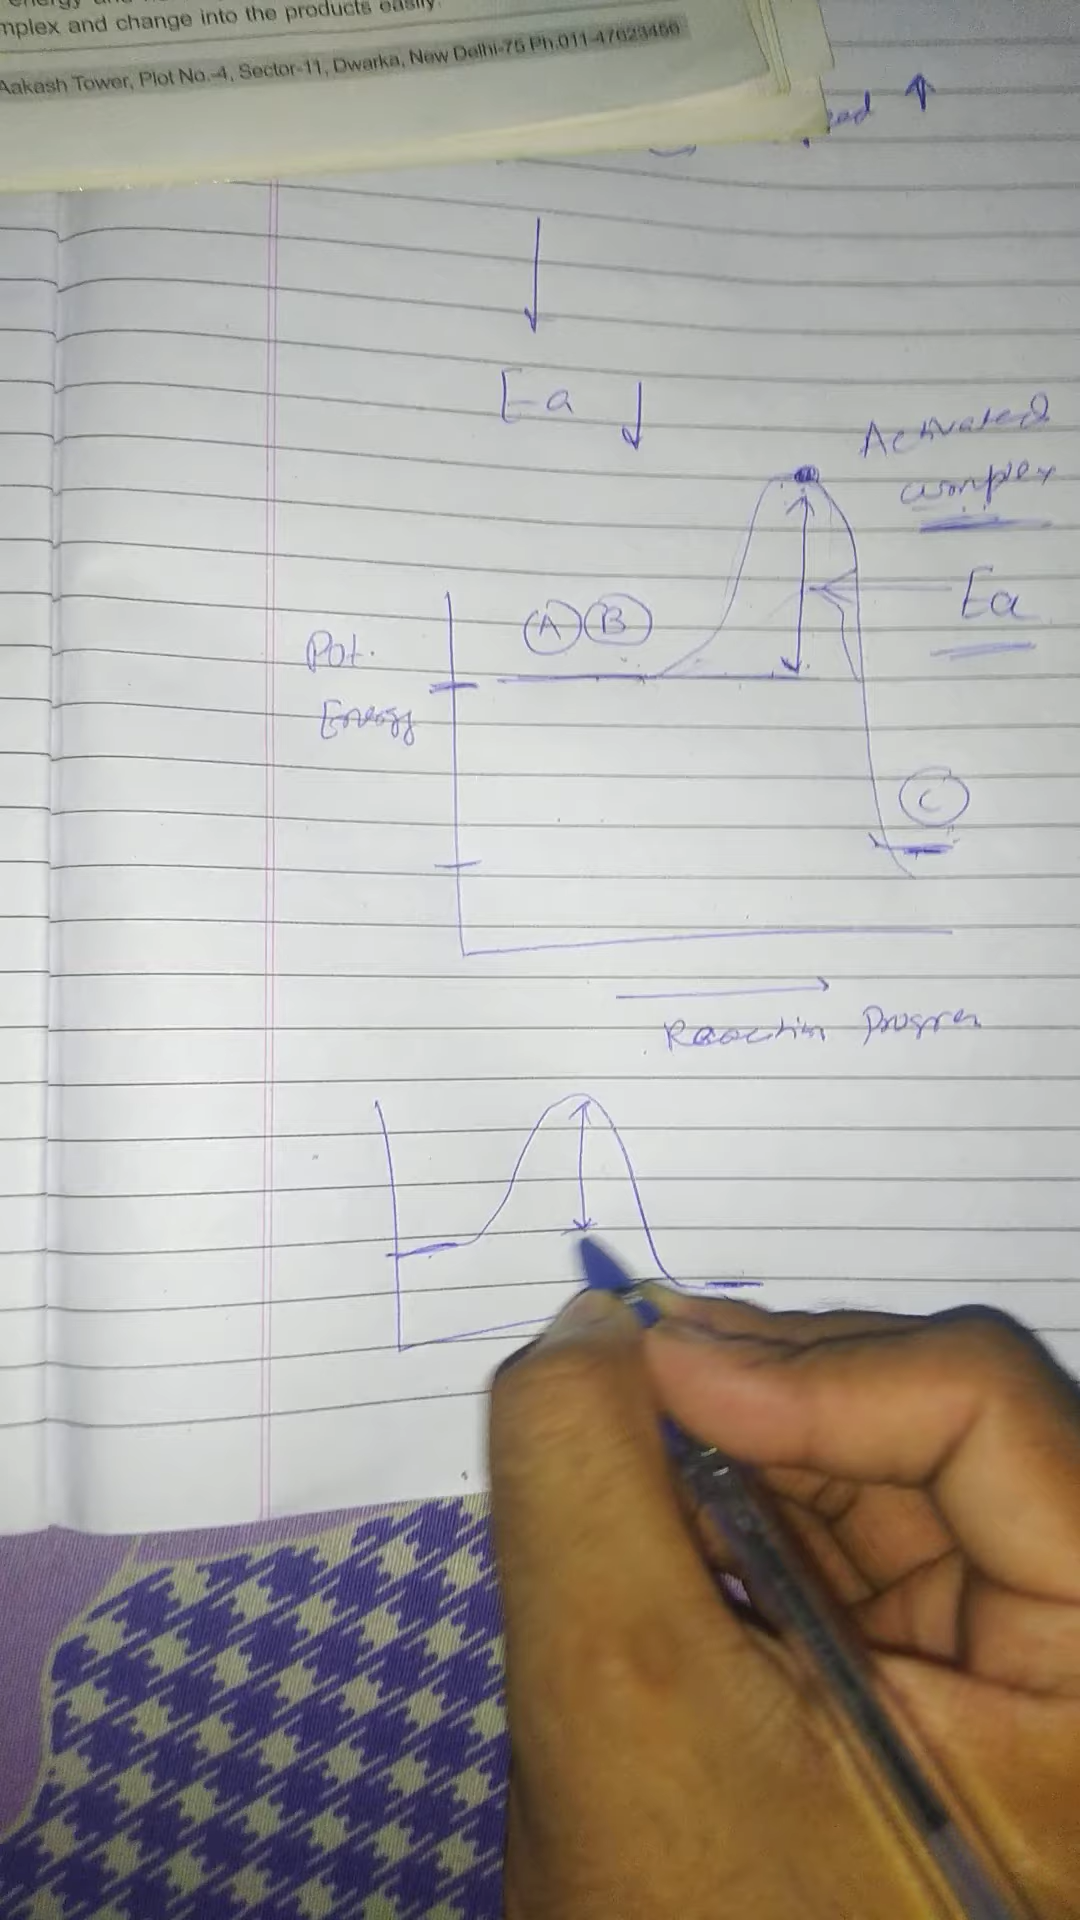 mplex and change into the products easily.
Aakash Tower, Plot No.-4, Sector-11, Dwarka, New Delhi-75 Ph.011-47623456
Ea
Activated
complex
A B
Ea
Pot.
Energy
C
Reaction Progress